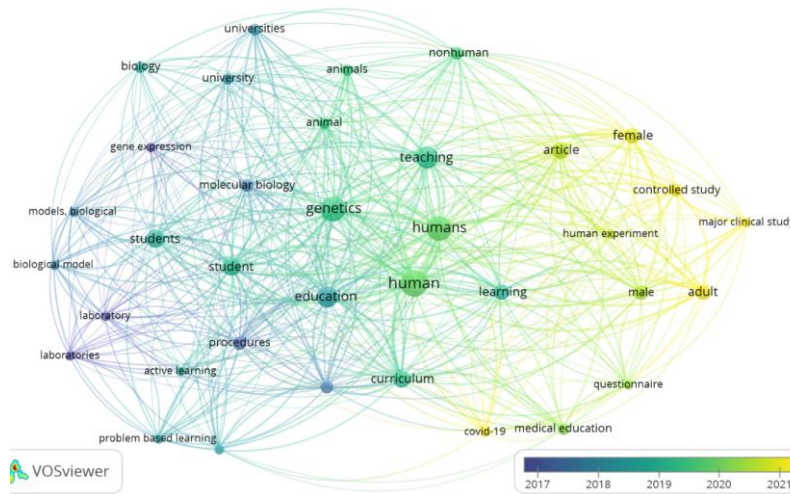 universities
nonhuman
biology
animals
university
animal
female
gene expression
article
teaching
molecular biology
controlled study
models, biological
genetics
major clinical study
humans
human experiment
students
biological model
student
human
learning
male
adult
education
laboratory
procedures
laboratories
active learning
curriculum
questionnaire
covid-19
medical education
problem based learning
VOSviewer
2017 2018 2019 2020 2021